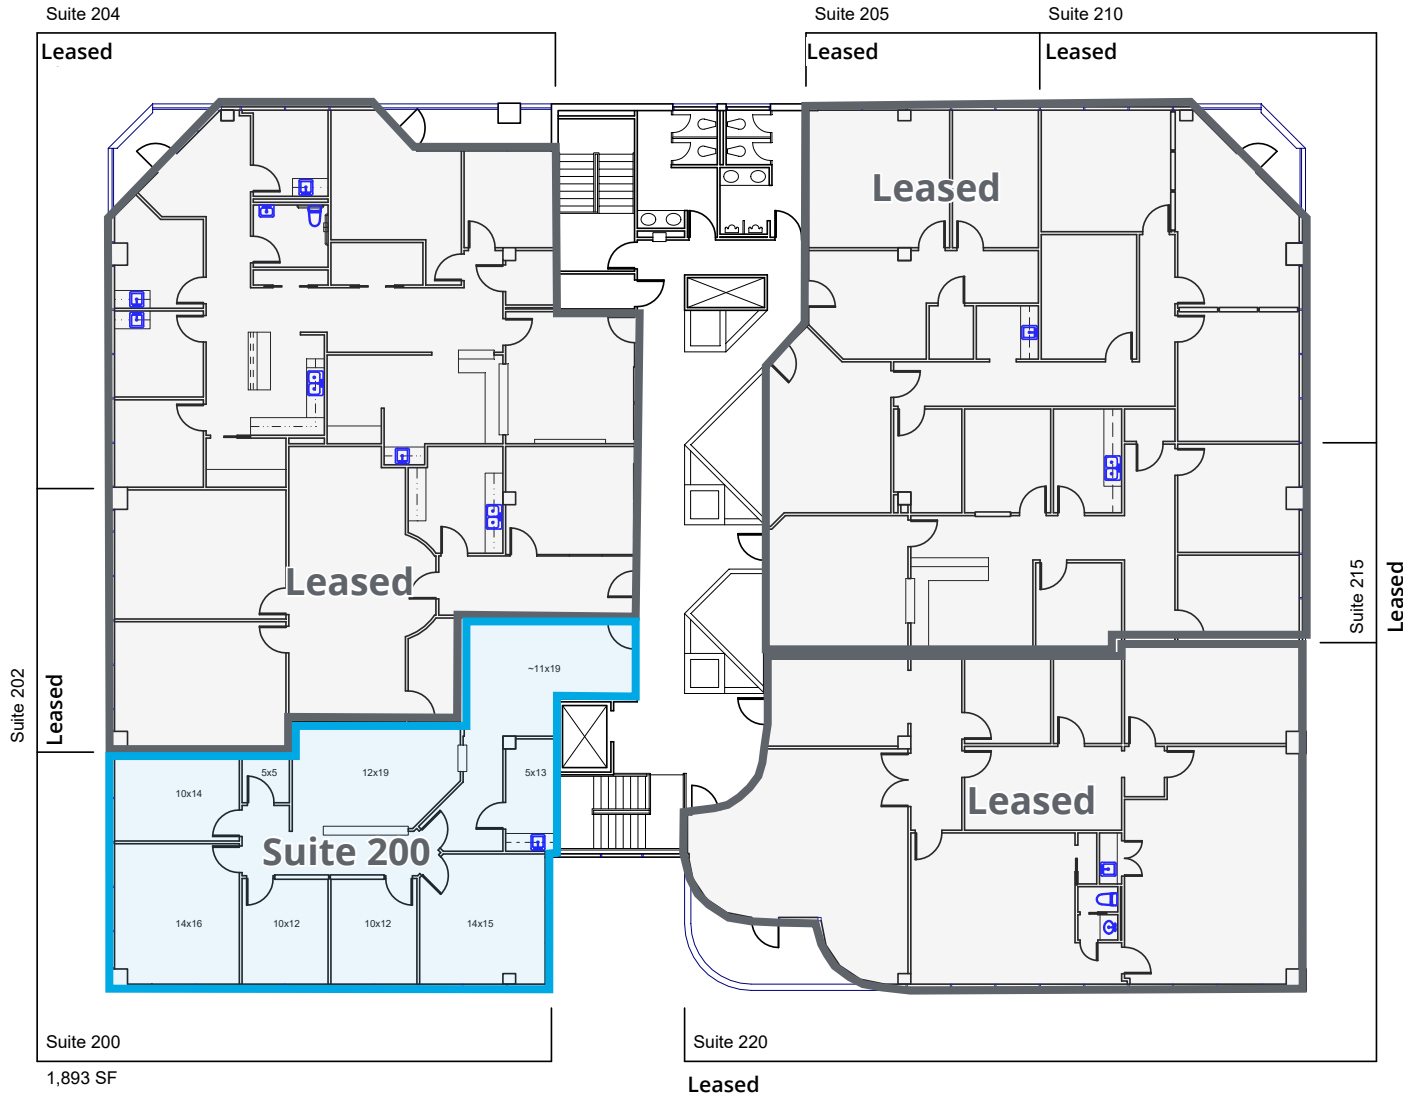 Suite 204
Suite 205
Suite 210
Leased
Leased
Leased
Leased
Leased
Suite 215
Leased
Suite 202
Leased
~11x19
10x14
5x5
12x19
5x13
Suite 200
14x16
10x12
10x12
14x15
Leased
Suite 200
Suite 220
1,893 SF
Leased